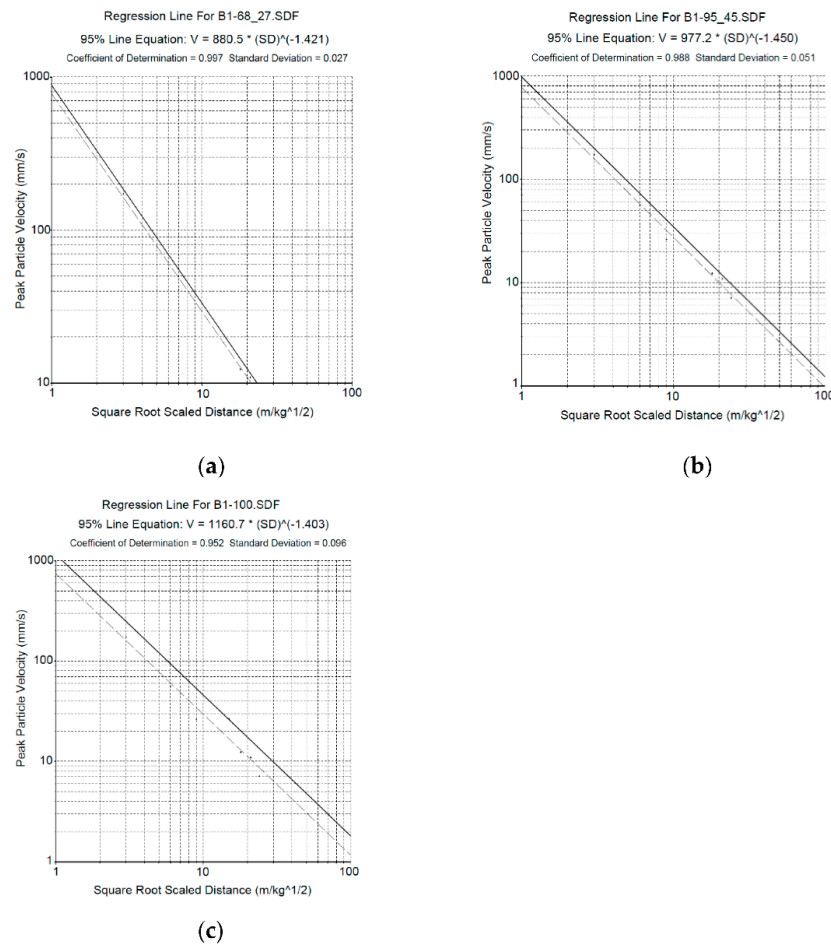 Regression Line For B1-68_27.SDF
95% Line Equation: V = 880.5 * (SD)^(-1.421)
Coefficient of Determination = 0.997 Standard Deviation = 0.027
1000
100
10
Peak Particle Velocity (mm/s)
1 10 100
Square Root Scaled Distance (m/kg^1/2)
(a)
Regression Line For B1-95_45.SDF
95% Line Equation: V = 977.2 * (SD)^(-1.450)
Coefficient of Determination = 0.988 Standard Deviation = 0.051
1000
100
10
1
Peak Particle Velocity (mm/s)
1 10 100
Square Root Scaled Distance (m/kg^1/2)
(b)
Regression Line For B1-100.SDF
95% Line Equation: V = 1160.7 * (SD)^(-1.403)
Coefficient of Determination = 0.952 Standard Deviation = 0.096
1000
100
10
1
Peak Particle Velocity (mm/s)
1 10 100
Square Root Scaled Distance (m/kg^1/2)
(c)